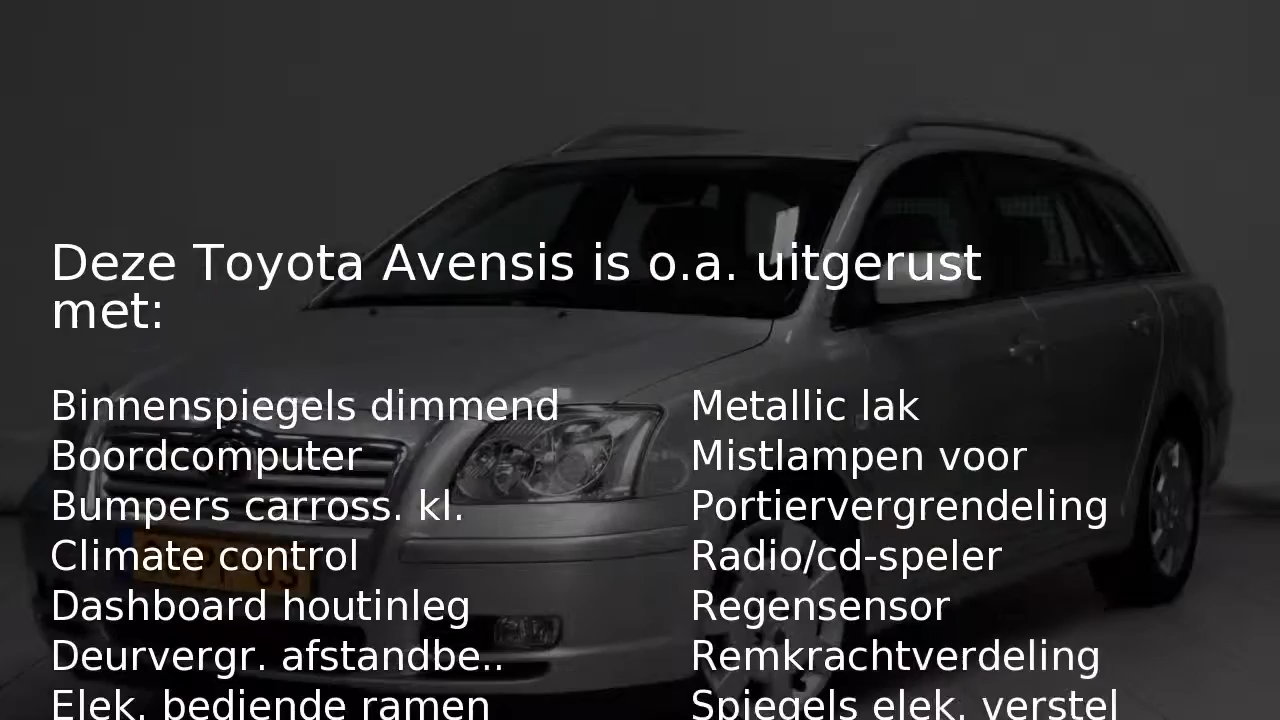 Deze Toyota Avensis is o.a. uitgerust
met:
Binnenspiegels dimmend
Boordcomputer
Bumpers carross. kl.
Climate control
Dashboard houtinleg
Deurvergr. afstandbe..
Elek. bediende ramen
Metallic lak
Mistlampen voor
Portiervergrendeling
Radio/cd-speler
Regensensor
Remkrachtverdeling
Spiegels elek. verstel